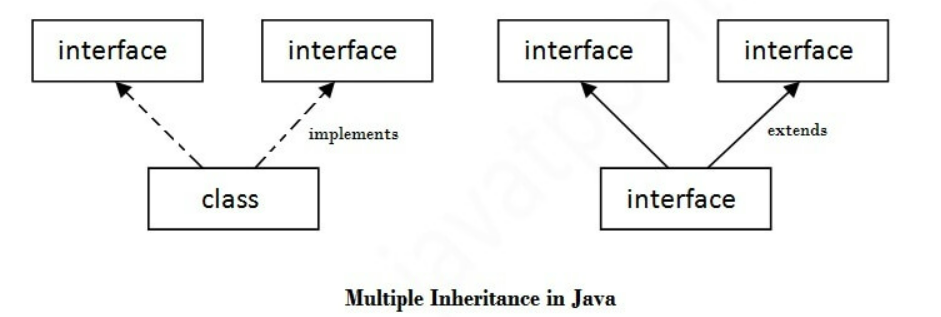 interface
interface
interface
interface
implements
extends
class
interface
Multiple Inheritance in Java